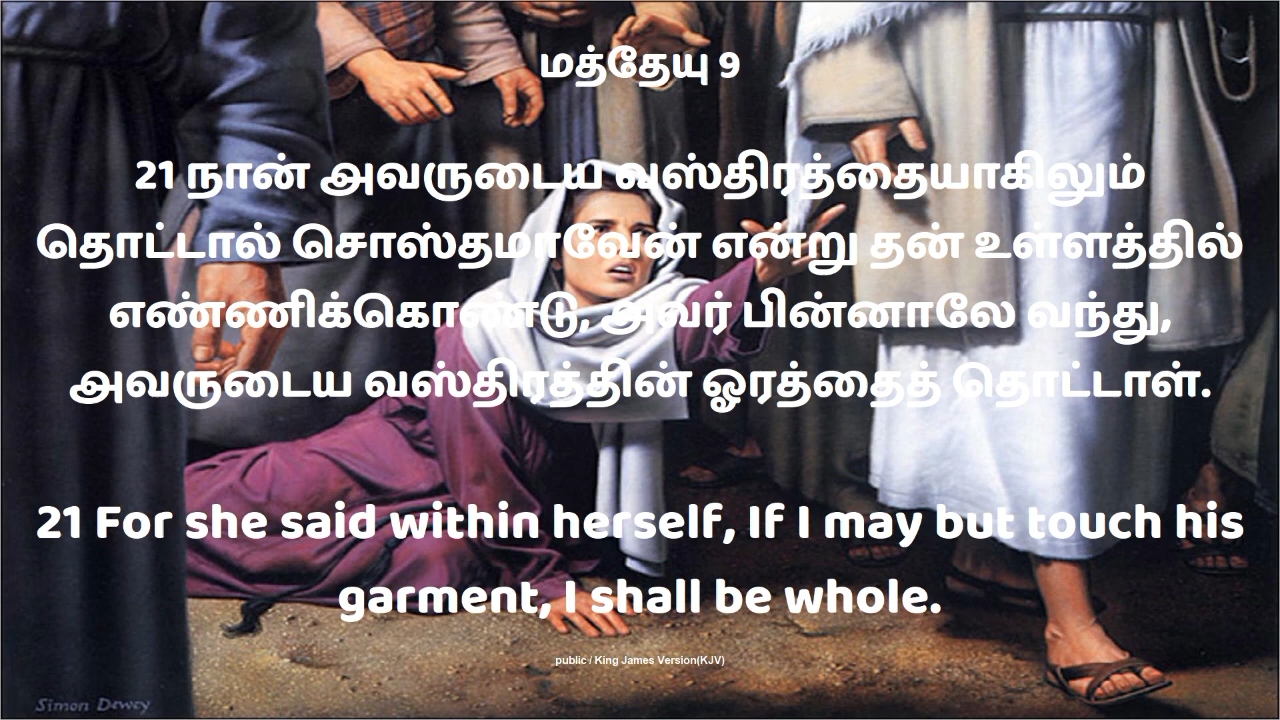 மத்தேயு 9
21 நான் அவருடைய வஸ்திரத்தையாகிலும்
தொட்டால் சொஸ்தமாவேன் என்று தன் உள்ளத்தில்
எண்ணிக்கொண்டு, அவர் பின்னாலே வந்து,
அவருடைய வஸ்திரத்தின் ஓரத்தைத் தொட்டாள்.
21 For she said within herself, If I may but touch his
garment, I shall be whole.
public / King James Version(KJV)
Simon Dewey